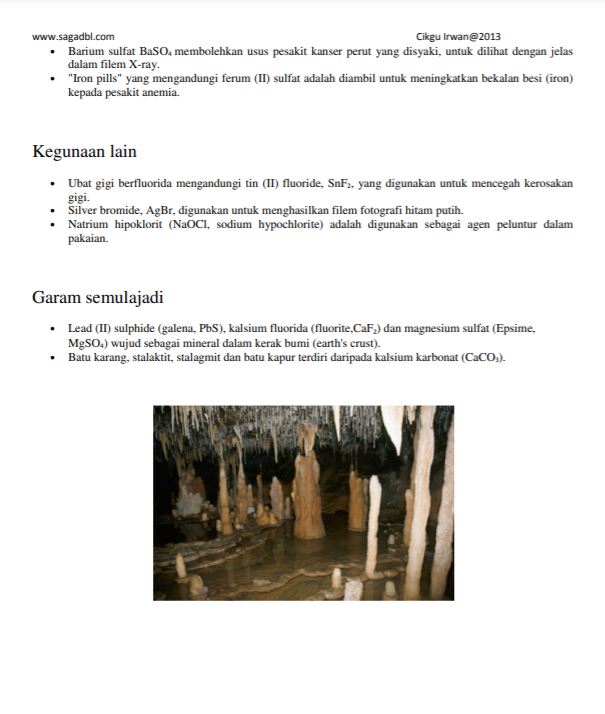 www.sagadbl.com Cikgu Irwan@2013
• Barium sulfat BaSO₄ membolehkan usus pesakit kanser perut yang disyaki, untuk dilihat dengan jelas
dalam filem X-ray.
• "Iron pills" yang mengandungi ferum (II) sulfat adalah diambil untuk meningkatkan bekalan besi (iron)
kepada pesakit anemia.
Kegunaan lain
• Ubat gigi berfluorida mengandungi tin (II) fluoride, SnF₂, yang digunakan untuk mencegah kerosakan
gigi.
• Silver bromide, AgBr, digunakan untuk menghasilkan filem fotografi hitam putih.
• Natrium hipoklorit (NaOCl, sodium hypochlorite) adalah digunakan sebagai agen peluntur dalam
pakaian.
Garam semulajadi
• Lead (II) sulphide (galena, PbS), kalsium fluorida (fluorite,CaF₂) dan magnesium sulfat (Epsime,
MgSO₄) wujud sebagai mineral dalam kerak bumi (earth's crust).
• Batu karang, stalaktit, stalagmit dan batu kapur terdiri daripada kalsium karbonat (CaCO₃).